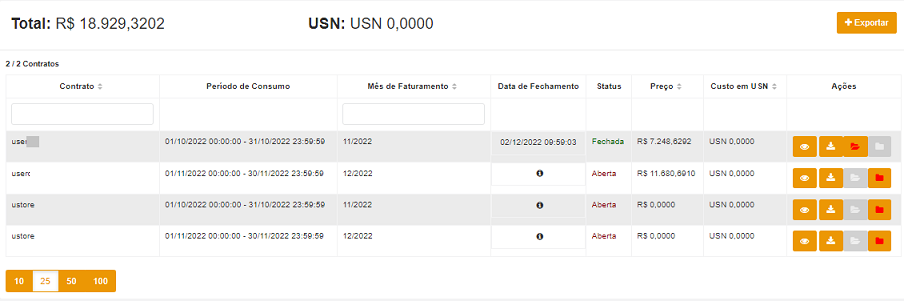 Total: R$ 18.929,3202 USN: USN 0,0000 Exportar
2 / 2 Contratos
Contrato Período de Consumo Mês de Faturamento Data de Fechamento Status Preço Custo em USN Ações
01/10/2022 00:00:00 - 31/10/2022 23:59:59 11/2022 02/12/2022 09:59:03 Fechada R$ 7.248,6292 USN 0,0000
01/11/2022 00:00:00 - 30/11/2022 23:59:59 12/2022 Aberta R$ 11.680,6910 USN 0,0000
ustore 01/10/2022 00:00:00 - 31/10/2022 23:59:59 11/2022 Aberta R$ 0,0000 USN 0,0000
ustore 01/11/2022 00:00:00 - 30/11/2022 23:59:59 12/2022 Aberta R$ 0,0000 USN 0,0000
10 25 50 100